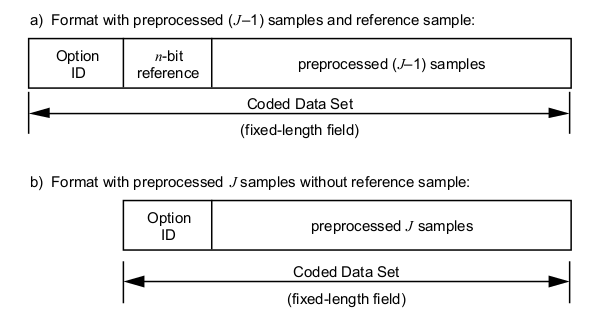 a) Format with preprocessed (J–1) samples and reference sample:
Option
ID
n-bit
reference
preprocessed (J–1) samples
Coded Data Set
(fixed-length field)
b) Format with preprocessed J samples without reference sample:
Option
ID
preprocessed J samples
Coded Data Set
(fixed-length field)